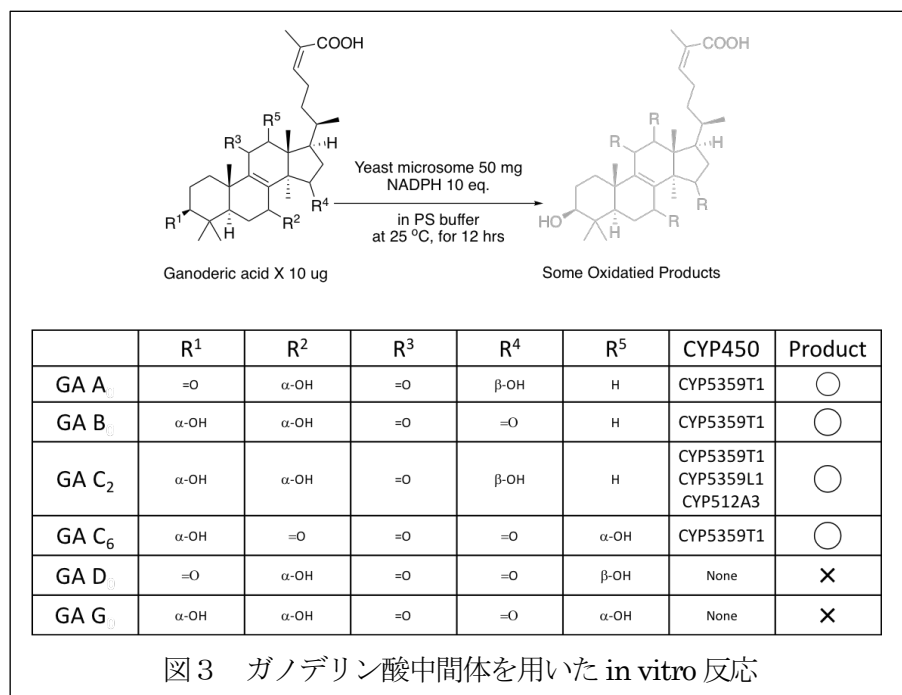 COOH
R⁵
R³
H
R⁴
R¹
R²
H
Ganoderic acid X 10 ug
Yeast microsome 50 mg
NADPH 10 eq.
in PS buffer
at 25 °C, for 12 hrs
COOH
R
R
H
R
HO
R
H
Some Oxidatied Products
R¹ R² R³ R⁴ R⁵ CYP450 Product
GA A =O α-OH =O β-OH H CYP5359T1 ○
GA B α-OH α-OH =O =O H CYP5359T1 ○
GA C₂ α-OH α-OH =O β-OH H CYP5359T1 ○
CYP5359L1
CYP512A3
GA C₆ α-OH =O =O =O α-OH CYP5359T1 ○
GA D =O α-OH =O =O β-OH None ×
GA G α-OH α-OH =O =O α-OH None ×
図3 ガノデリン酸中間体を用いた in vitro 反応